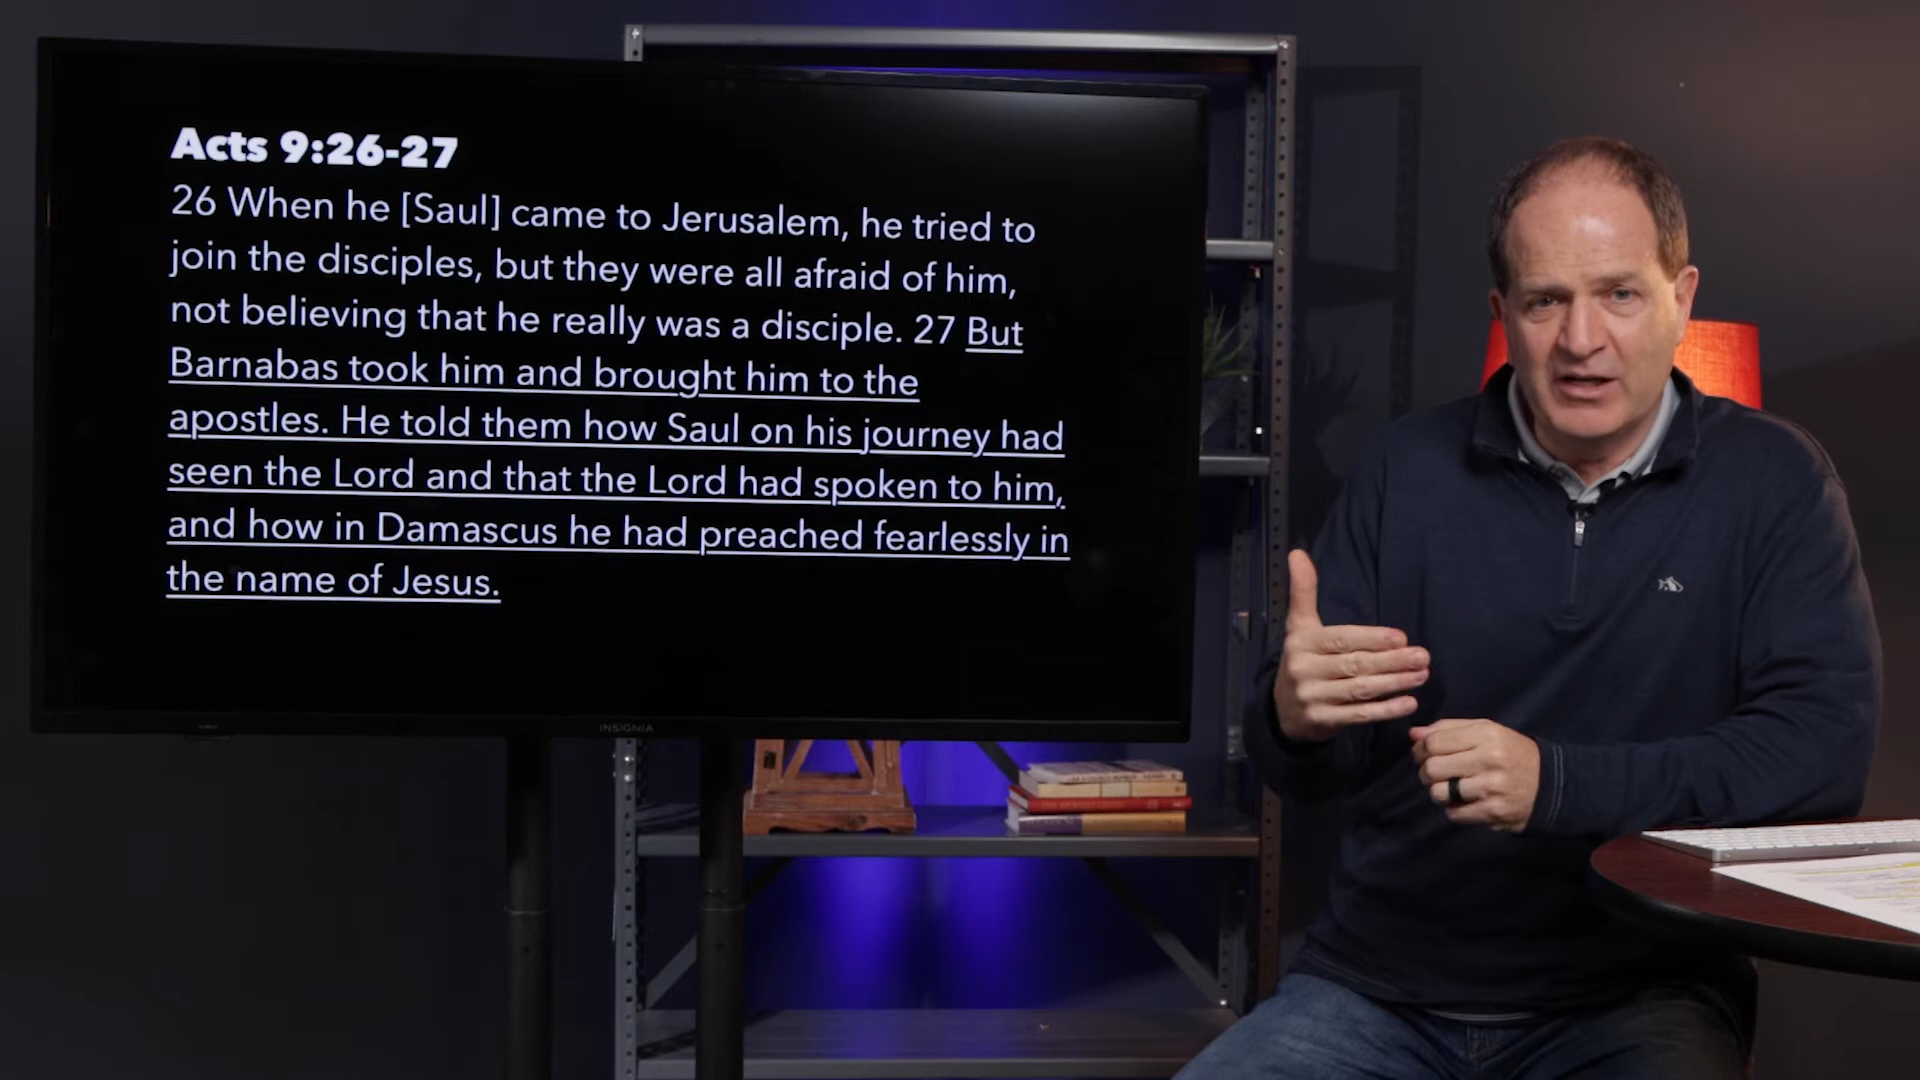 Acts 9:26-27
26 When he [Saul] came to Jerusalem, he tried to
join the disciples, but they were all afraid of him,
not believing that he really was a disciple. 27 But
Barnabas took him and brought him to the
apostles. He told them how Saul on his journey had
seen the Lord and that the Lord had spoken to him,
and how in Damascus he had preached fearlessly in
the name of Jesus.
INSIGNIA